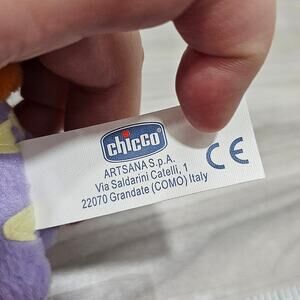 chicco
ARTSANA S.p.A.
Via Saldarini Catelli, 1
22070 Grandate (COMO) Italy
CE